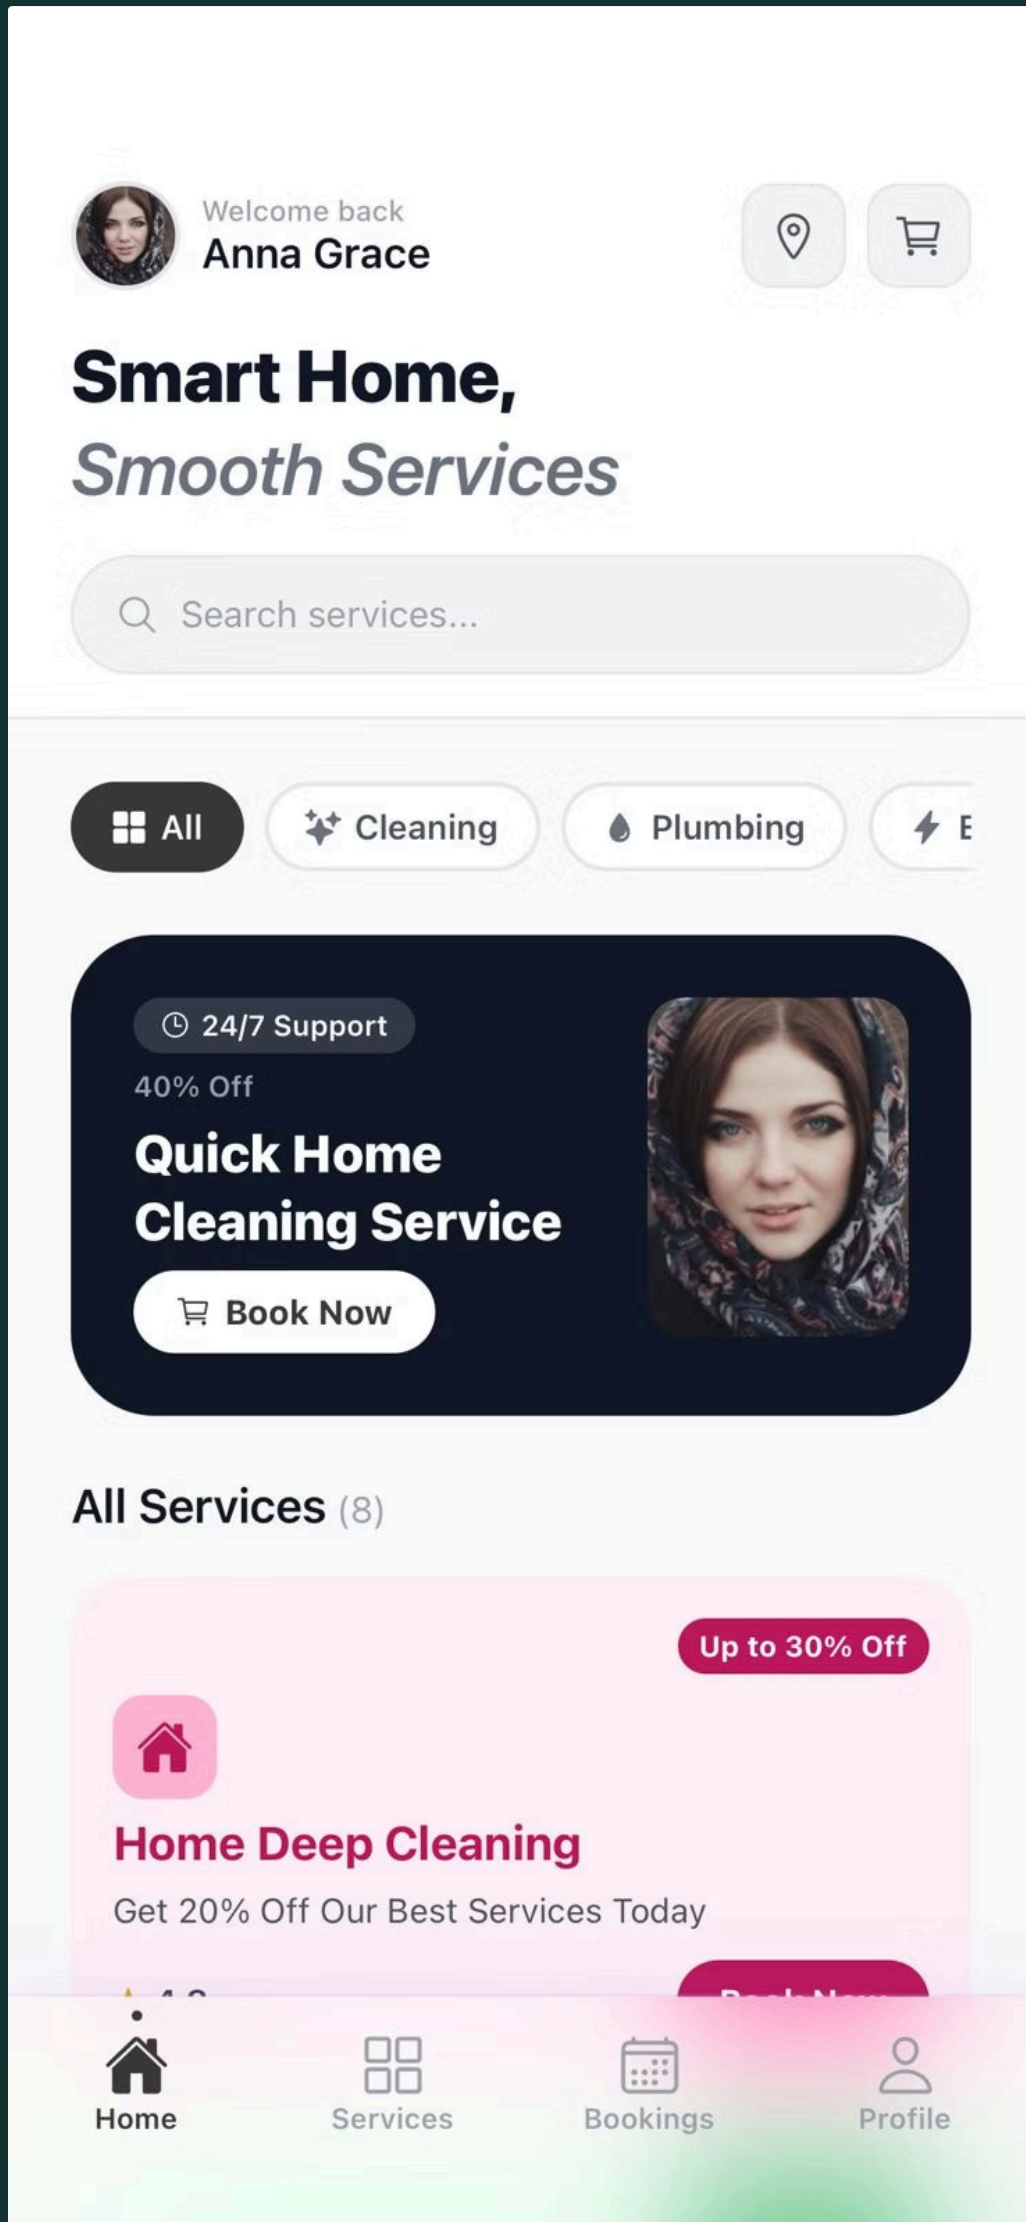 Welcome back
Anna Grace
Smart Home,
Smooth Services
Search services...
All
Cleaning
Plumbing
24/7 Support
40% Off
Quick Home
Cleaning Service
Book Now
All Services (8)
Up to 30% Off
Home Deep Cleaning
Get 20% Off Our Best Services Today
Book Now
Home
Services
Bookings
Profile